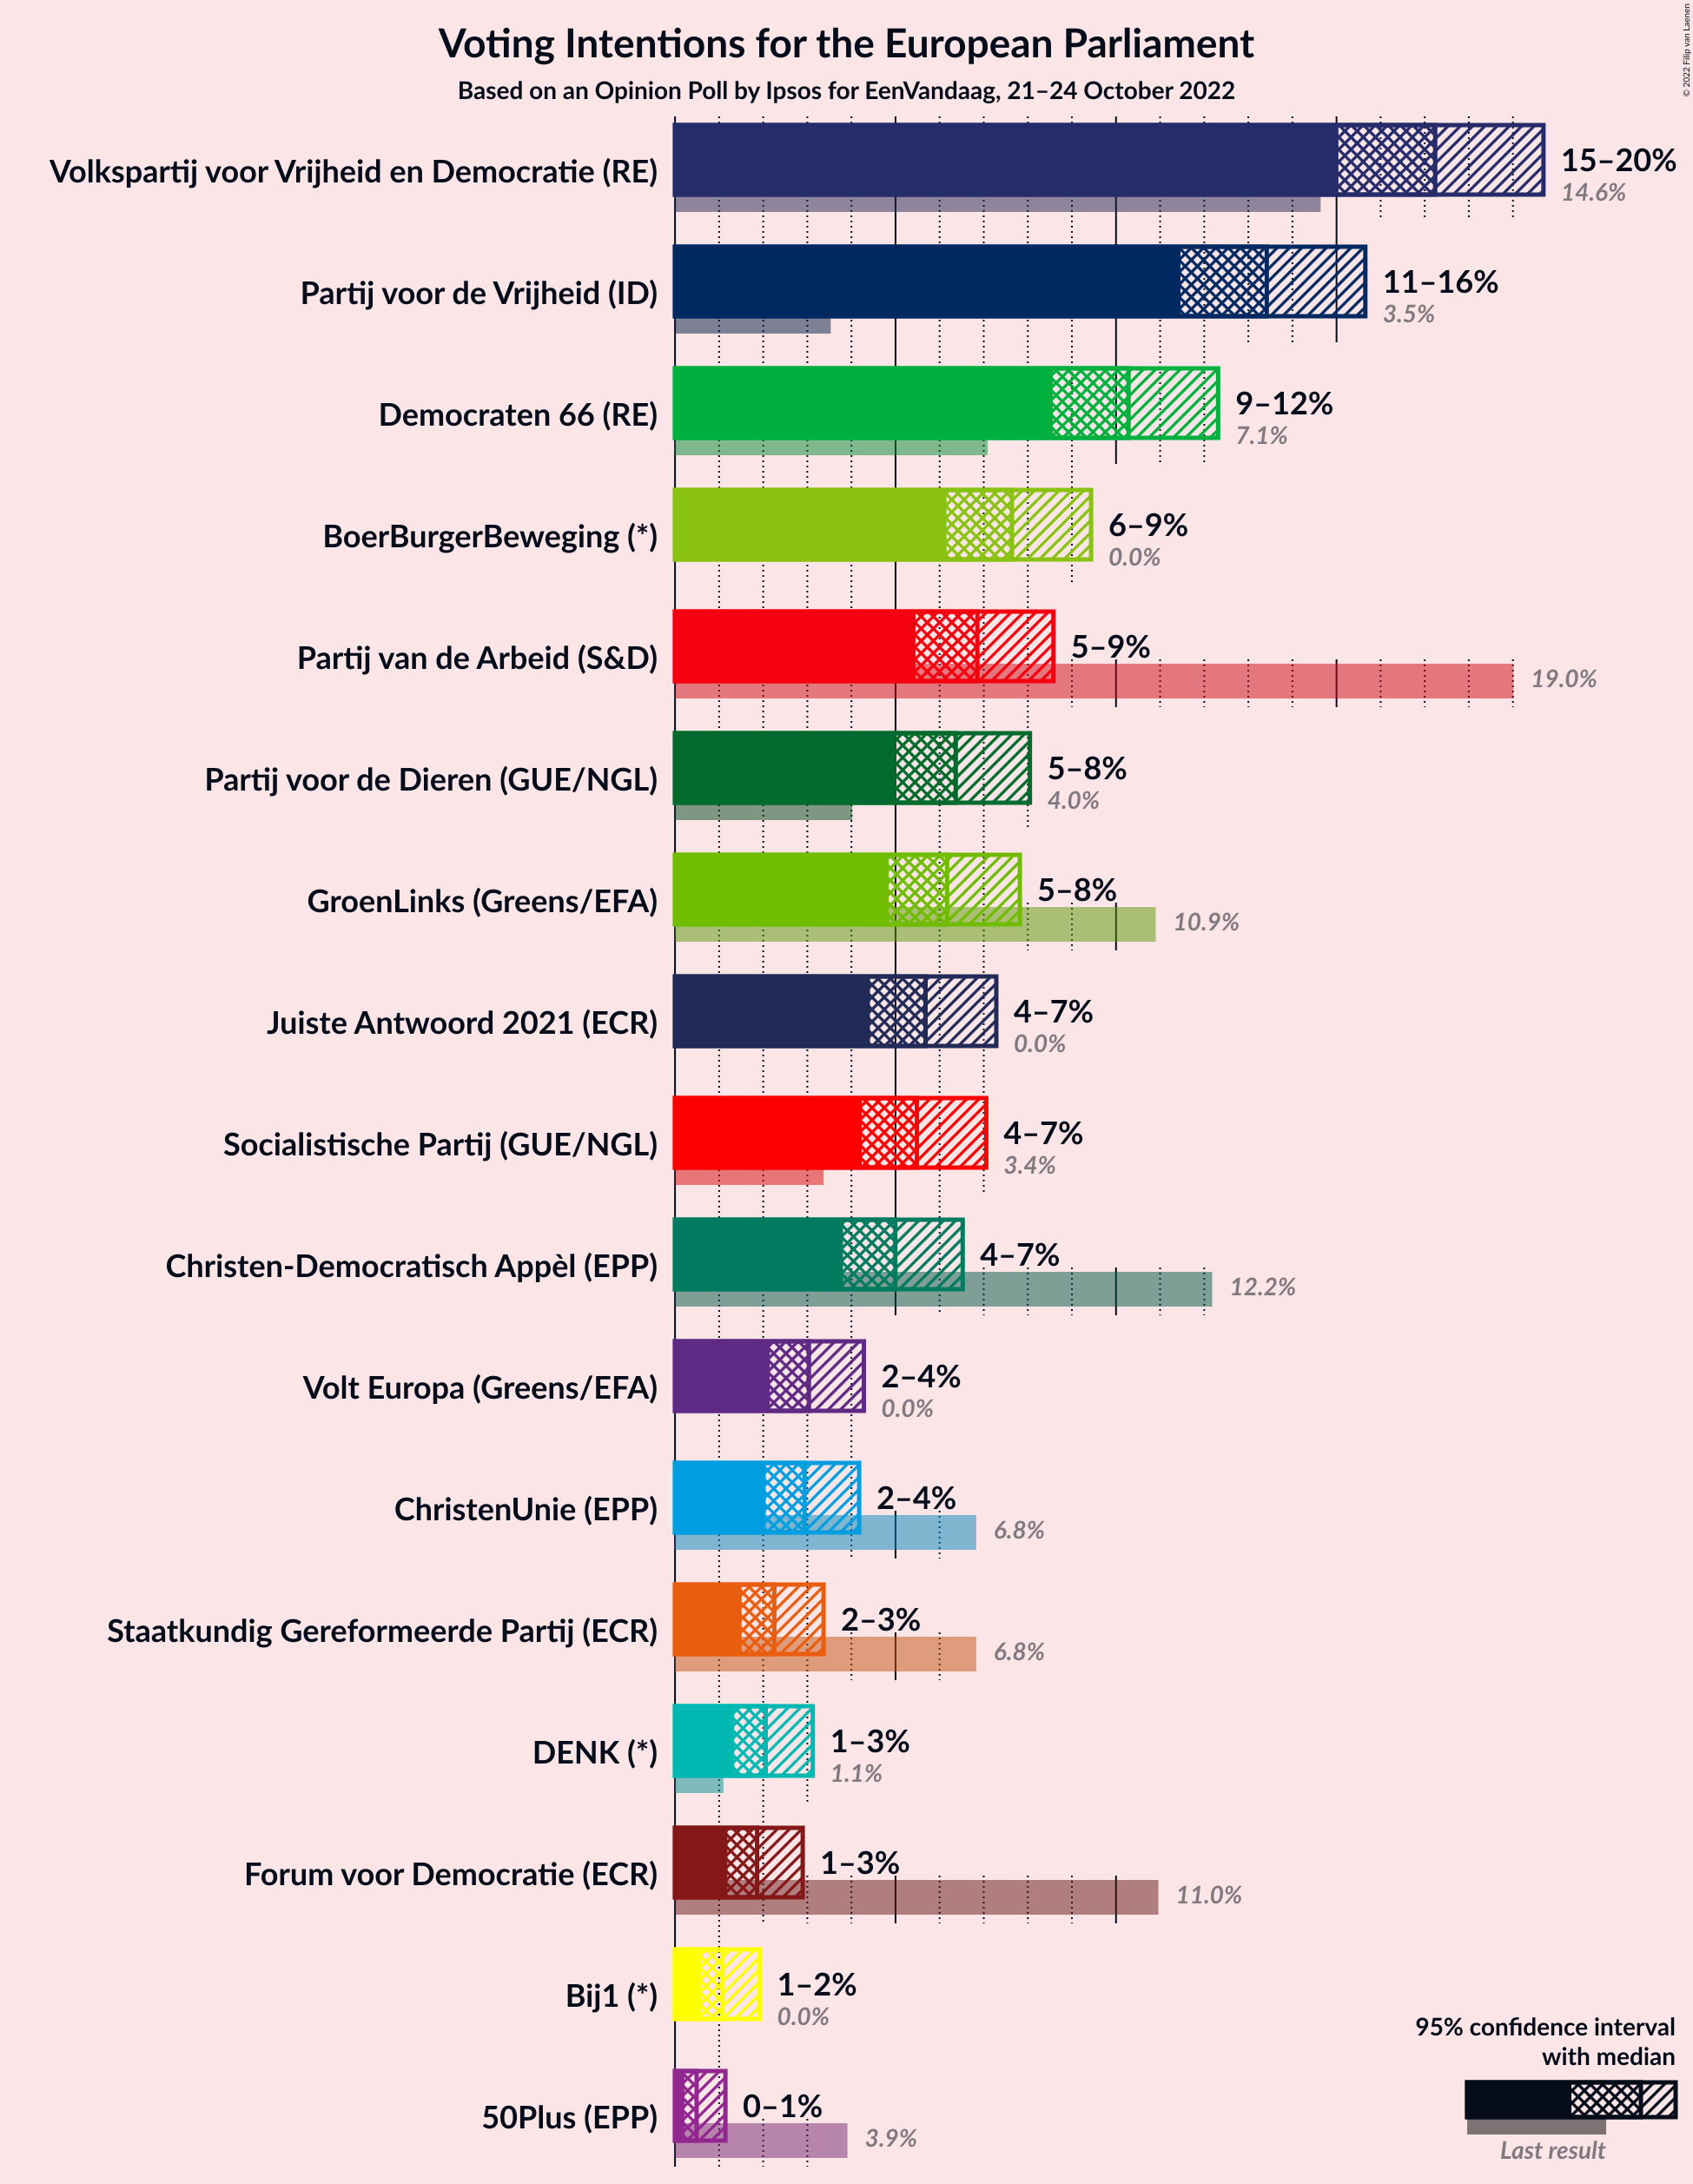 Voting Intentions for the European Parliament
Based on an Opinion Poll by Ipsos for EenVandaag, 21–24 October 2022
© 2022 Filip van Laenen
Volkspartij voor Vrijheid en Democratie (RE)
15–20%
14.6%
Partij voor de Vrijheid (ID)
11–16%
3.5%
Democraten 66 (RE)
9–12%
7.1%
BoerBurgerBeweging (*)
6–9%
0.0%
Partij van de Arbeid (S&D)
5–9%
19.0%
Partij voor de Dieren (GUE/NGL)
5–8%
4.0%
GroenLinks (Greens/EFA)
5–8%
10.9%
Juiste Antwoord 2021 (ECR)
4–7%
0.0%
Socialistische Partij (GUE/NGL)
4–7%
3.4%
Christen-Democratisch Appèl (EPP)
4–7%
12.2%
Volt Europa (Greens/EFA)
2–4%
0.0%
ChristenUnie (EPP)
2–4%
6.8%
Staatkundig Gereformeerde Partij (ECR)
2–3%
6.8%
DENK (*)
1–3%
1.1%
Forum voor Democratie (ECR)
1–3%
11.0%
Bij1 (*)
1–2%
0.0%
50Plus (EPP)
0–1%
3.9%
95% confidence interval
with median
Last result